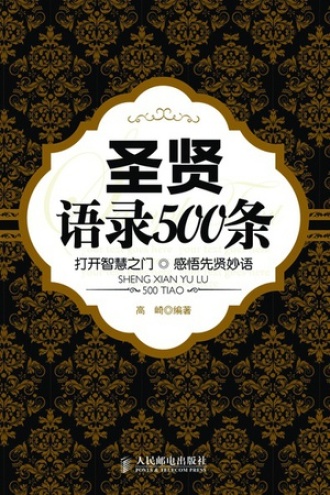 圣贤
语录500条
打开智慧之门 ◎ 感悟先贤妙语
SHENG XIAN YU LU
500 TIAO
高 崎◎编著
人民邮电出版社
POSTS & TELECOM PRESS